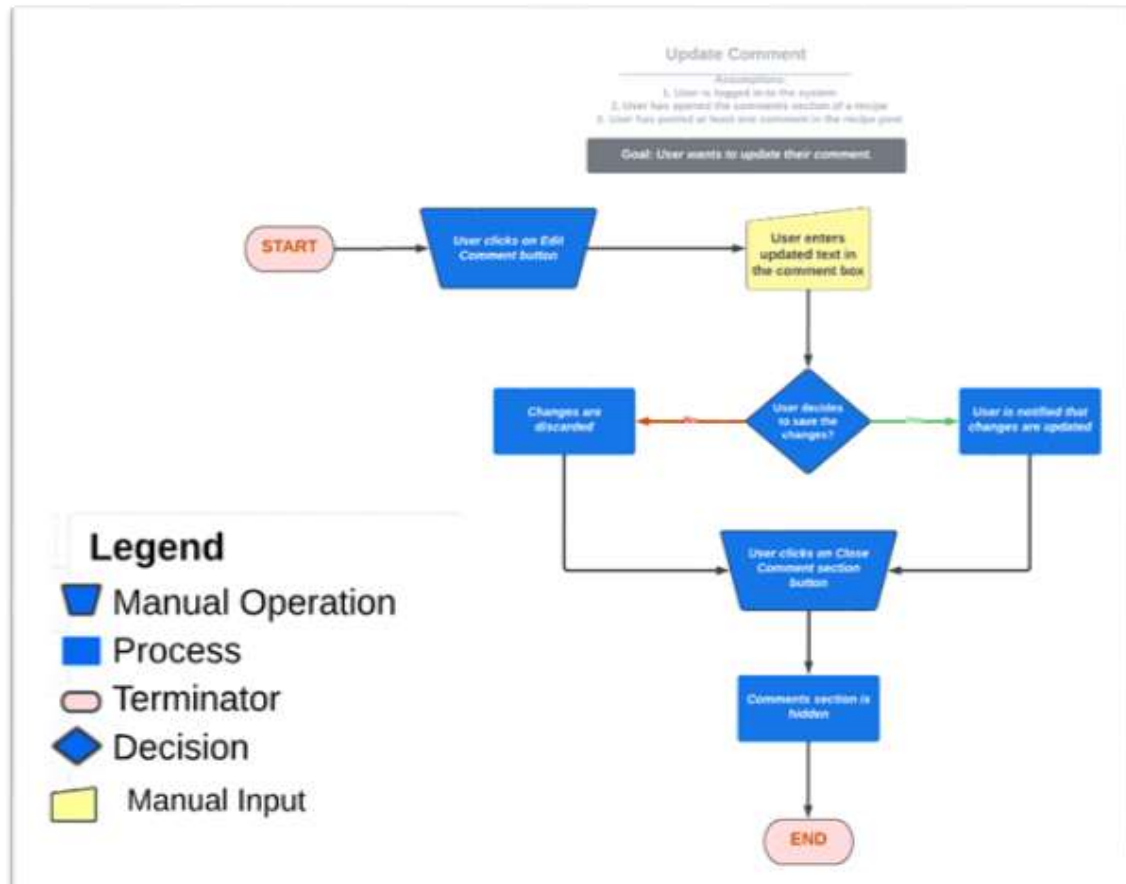 Update Comment
Assumptions:
1. User is logged in to the system
2. User has opened the comments section of a recipe
3. User has posted at least one comment in the recipe post
Goal: User wants to update their comment.
START
User clicks on Edit
Comment button
User enters
updated text in
the comment box
Changes are
discarded
No
User decides
to save the
changes?
Yes
User is notified that
changes are updated
User clicks on Close
Comment section
button
Comments section is
hidden
END
Legend
Manual Operation
Process
Terminator
Decision
Manual Input